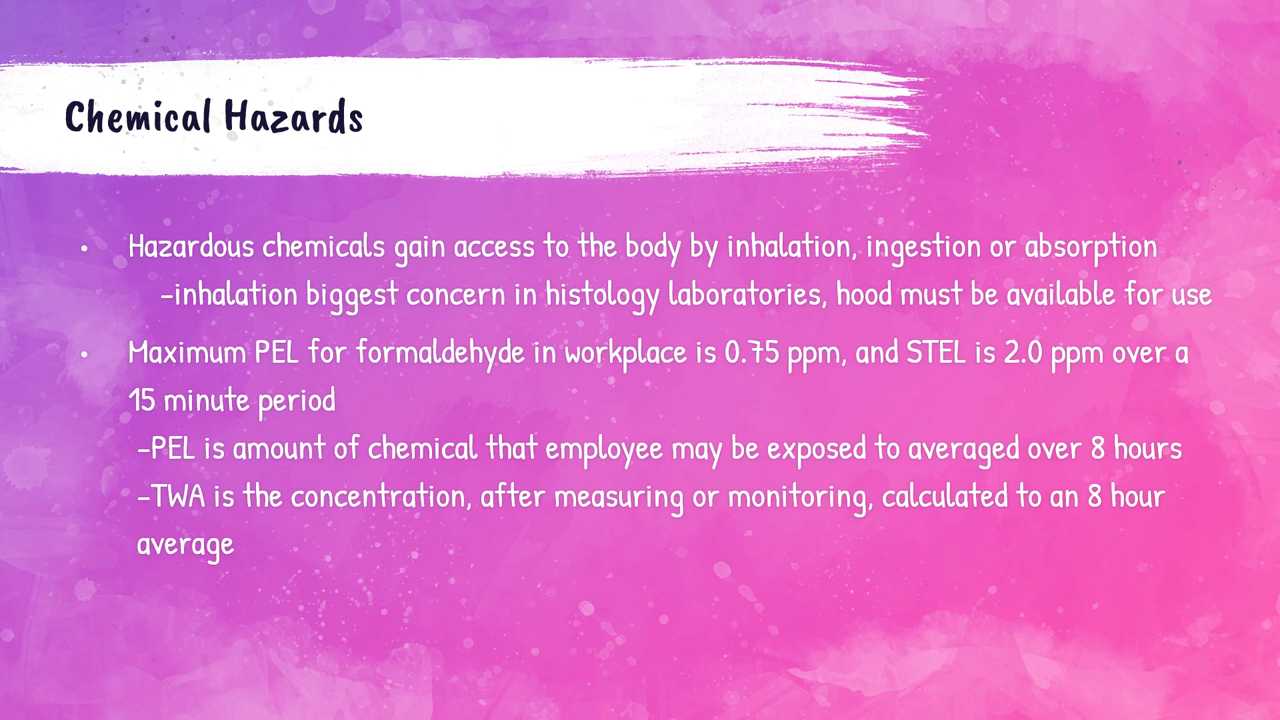 Chemical Hazards
• Hazardous chemicals gain access to the body by inhalation, ingestion or absorption
–inhalation biggest concern in histology laboratories, hood must be available for use
• Maximum PEL for formaldehyde in workplace is 0.75 ppm, and STEL is 2.0 ppm over a
15 minute period
–PEL is amount of chemical that employee may be exposed to averaged over 8 hours
–TWA is the concentration, after measuring or monitoring, calculated to an 8 hour
average